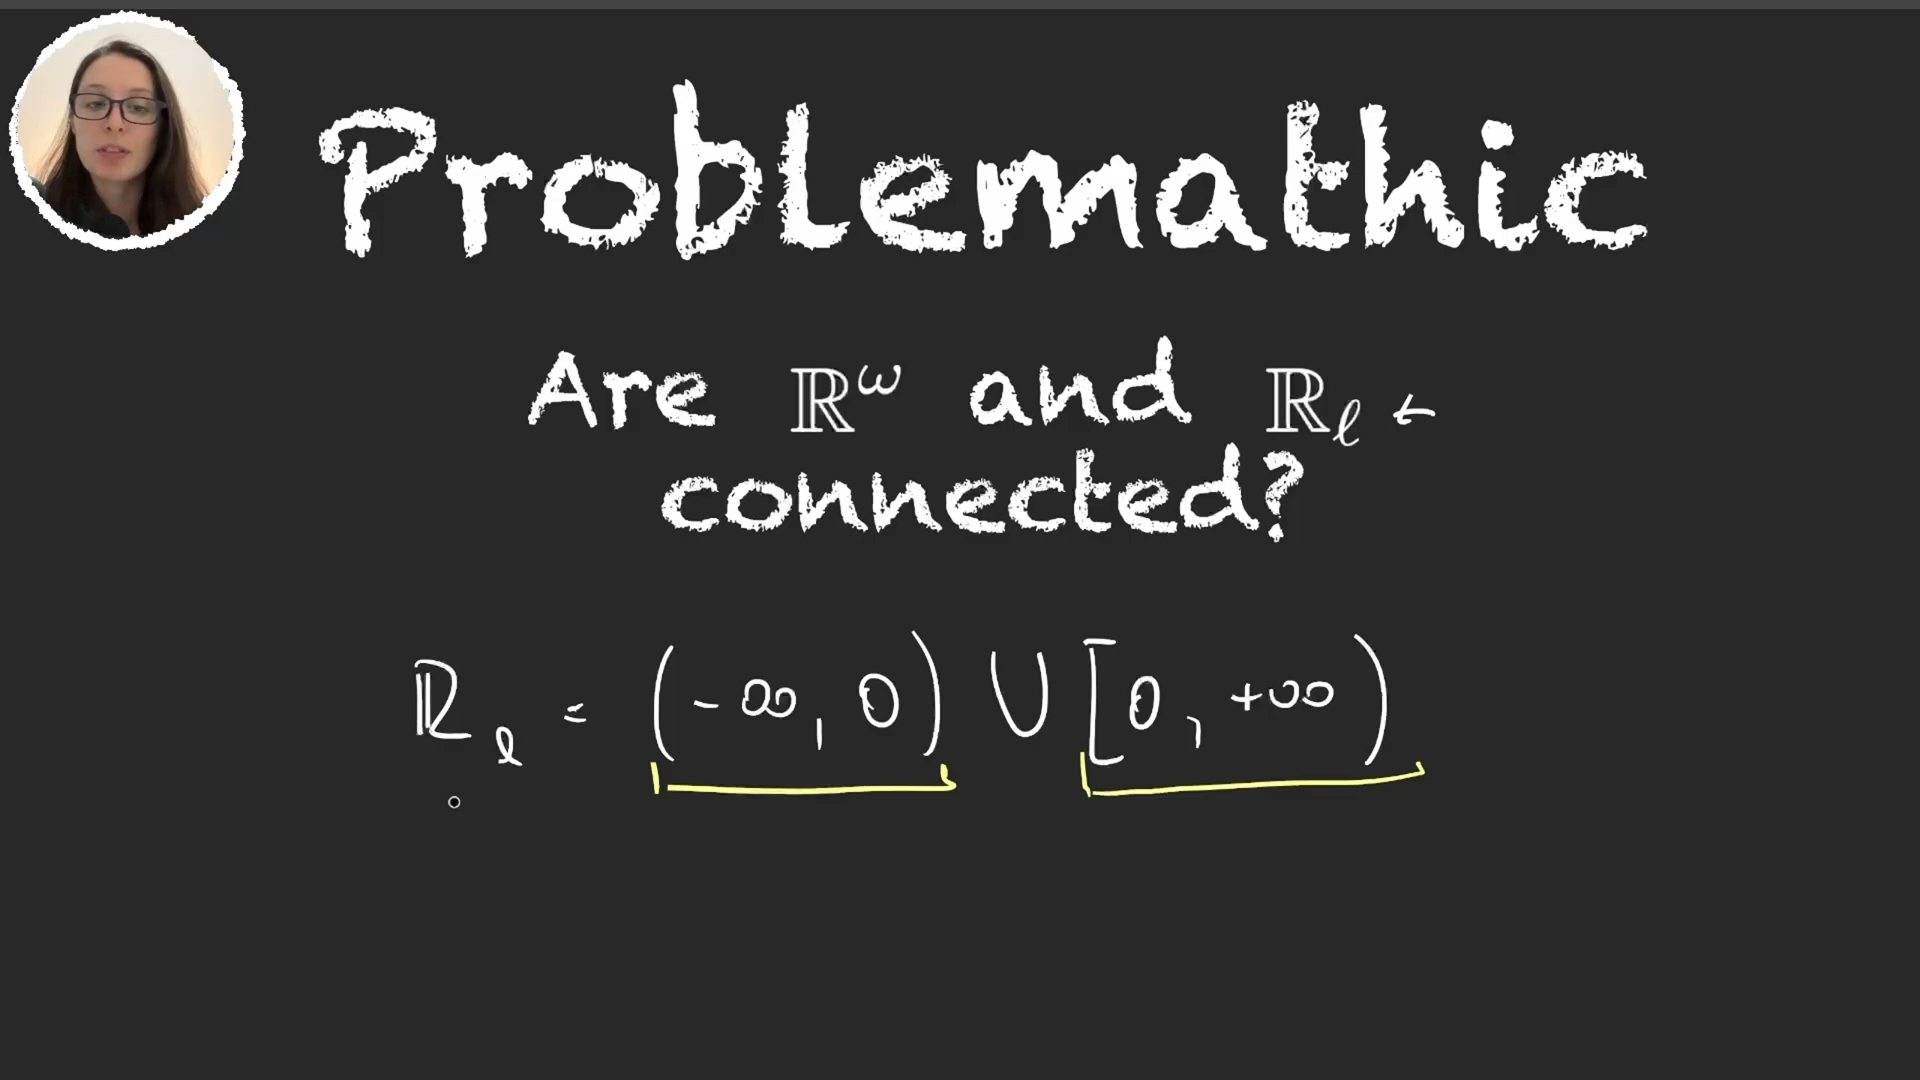 Problemathic
Are ℝ^ω and ℝ_ℓ ←
connected?
ℝ_ℓ = (-∞, 0) ∪ [0, +∞)